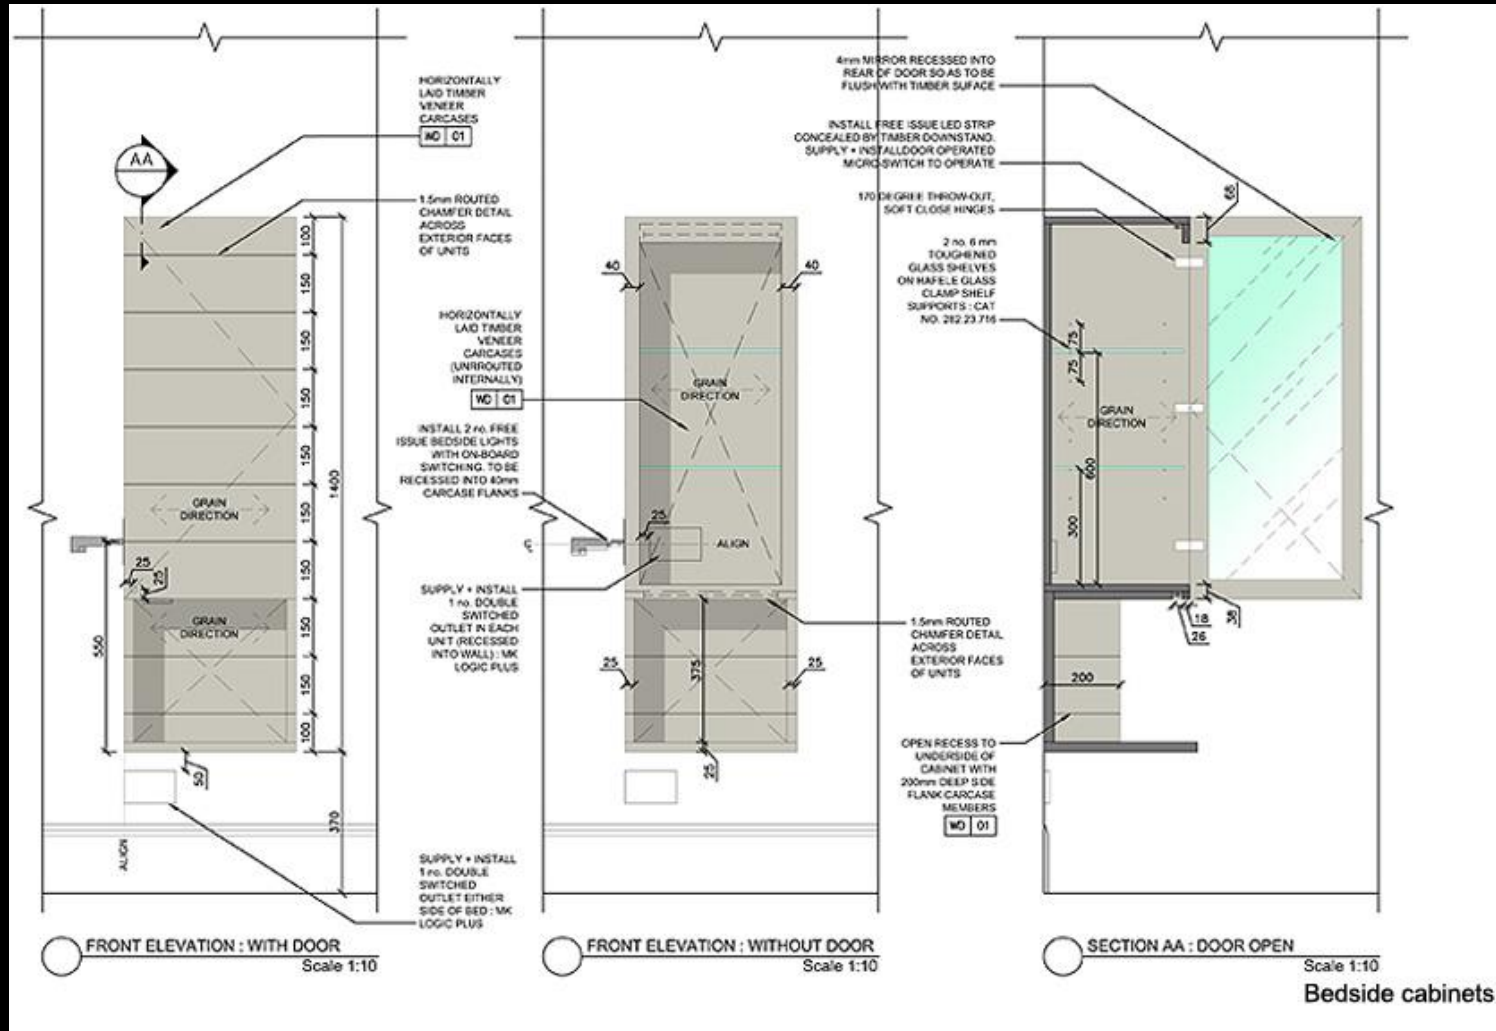 HORIZONTALLY
LAID TIMBER
VENEER
CARCASES
WD 01
AA
1.5mm ROUTED
CHAMFER DETAIL
ACROSS
EXTERIOR FACES
OF UNITS
100
150
150
150
150
150
150
150
150
100
1400
370
GRAIN
DIRECTION
25
25
GRAIN
DIRECTION
550
50
ALIGN
SUPPLY + INSTALL
1 no. DOUBLE
SWITCHED
OUTLET EITHER
SIDE OF BED : MK
LOGIC PLUS
FRONT ELEVATION : WITH DOOR
Scale 1:10
40
40
HORIZONTALLY
LAID TIMBER
VENEER
CARCASES
(UNRROUTED
INTERNALLY)
WD 01
GRAIN
DIRECTION
INSTALL 2 no. FREE
ISSUE BEDSIDE LIGHTS
WITH ON-BOARD
SWITCHING. TO BE
RECESSED INTO 40mm
CARCASE FLANKS
25
ALIGN
SUPPLY + INSTALL
1 no. DOUBLE
SWITCHED
OUTLET IN EACH
UNIT (RECESSED
INTO WALL) : MK
LOGIC PLUS
1.5mm ROUTED
CHAMFER DETAIL
ACROSS
EXTERIOR FACES
OF UNITS
25
375
25
25
FRONT ELEVATION : WITHOUT DOOR
Scale 1:10
4mm MIRROR RECESSED INTO
REAR OF DOOR SO AS TO BE
FLUSH WITH TIMBER SUFACE
INSTALL FREE ISSUE LED STRIP
CONCEALED BY TIMBER DOWNSTAND.
SUPPLY + INSTALLDOOR OPERATED
MICRO-SWITCH TO OPERATE
170 DEGREE THROW-OUT,
SOFT CLOSE HINGES
2 no. 6 mm
TOUGHENED
GLASS SHELVES
ON HAFELE GLASS
CLAMP SHELF
SUPPORTS : CAT
NO. 282.23.716
68
75
75
GRAIN
DIRECTION
600
300
18
26
38
200
OPEN RECESS TO
UNDERSIDE OF
CABINET WITH
200mm DEEP SIDE
FLANK CARCASE
MEMBERS
WD 01
SECTION AA : DOOR OPEN
Scale 1:10
Bedside cabinets